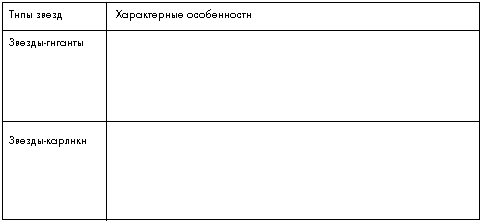 Типы звезд
Характерные особенности
Звезды-гиганты
Звезды-карлики